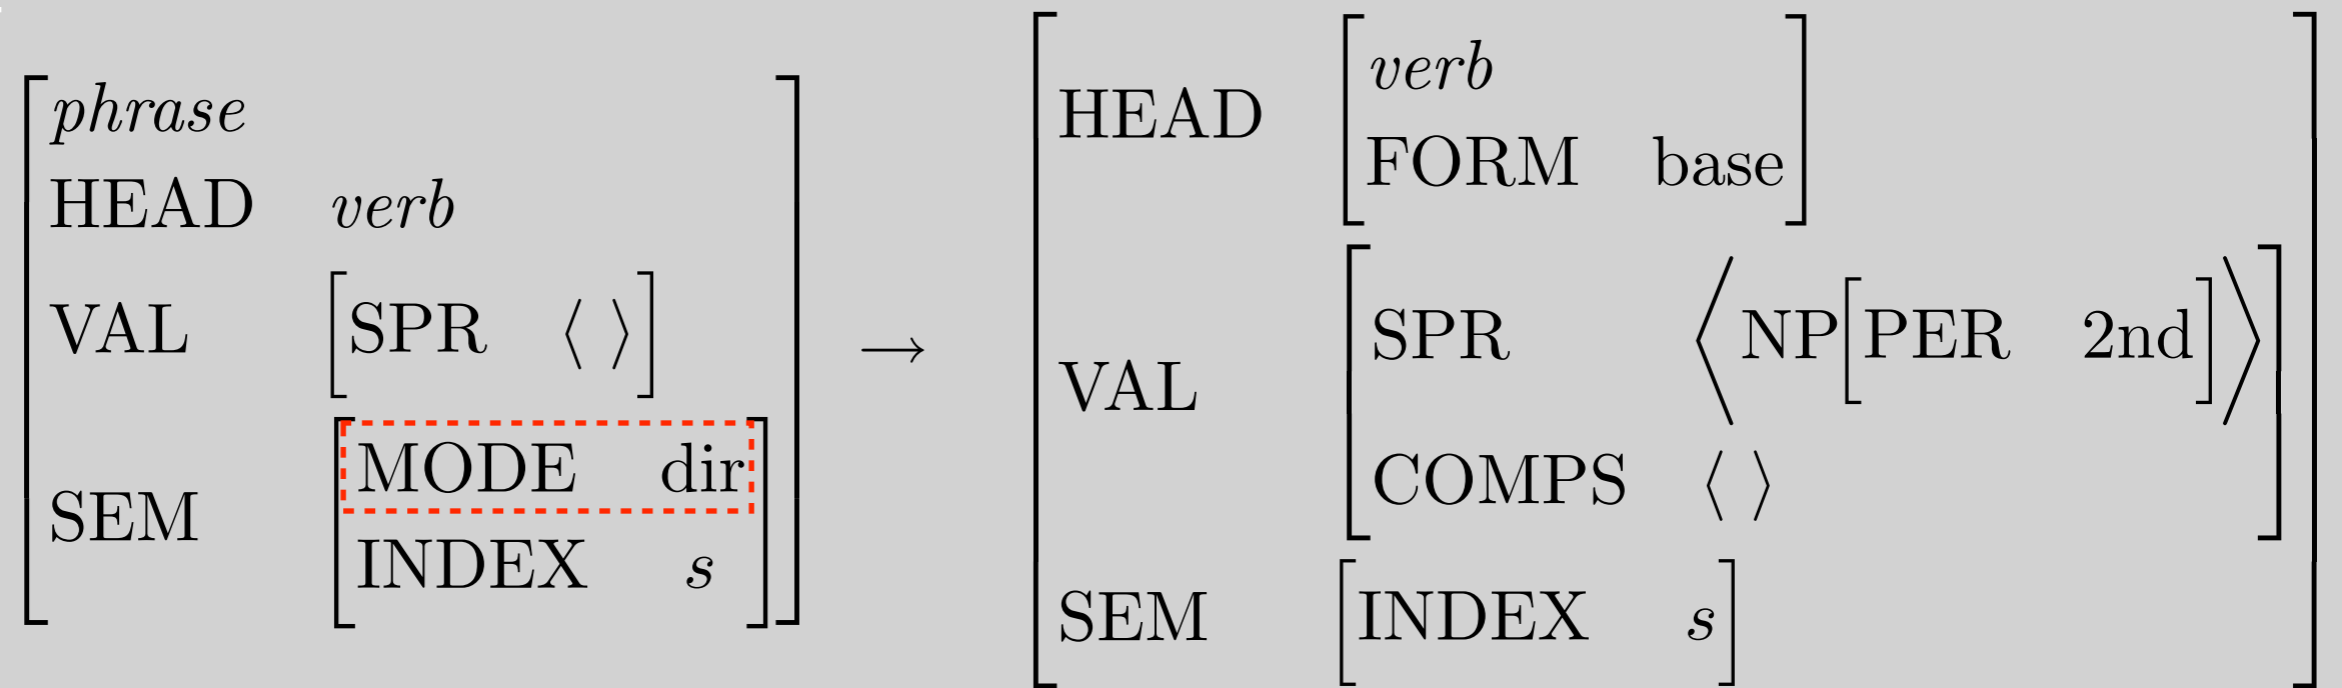 phrase
HEAD verb
VAL [SPR ⟨ ⟩]
SEM [MODE dir
INDEX s]
→
HEAD [verb
FORM base]
VAL [SPR ⟨NP[PER 2nd]⟩
COMPS ⟨ ⟩]
SEM [INDEX s]